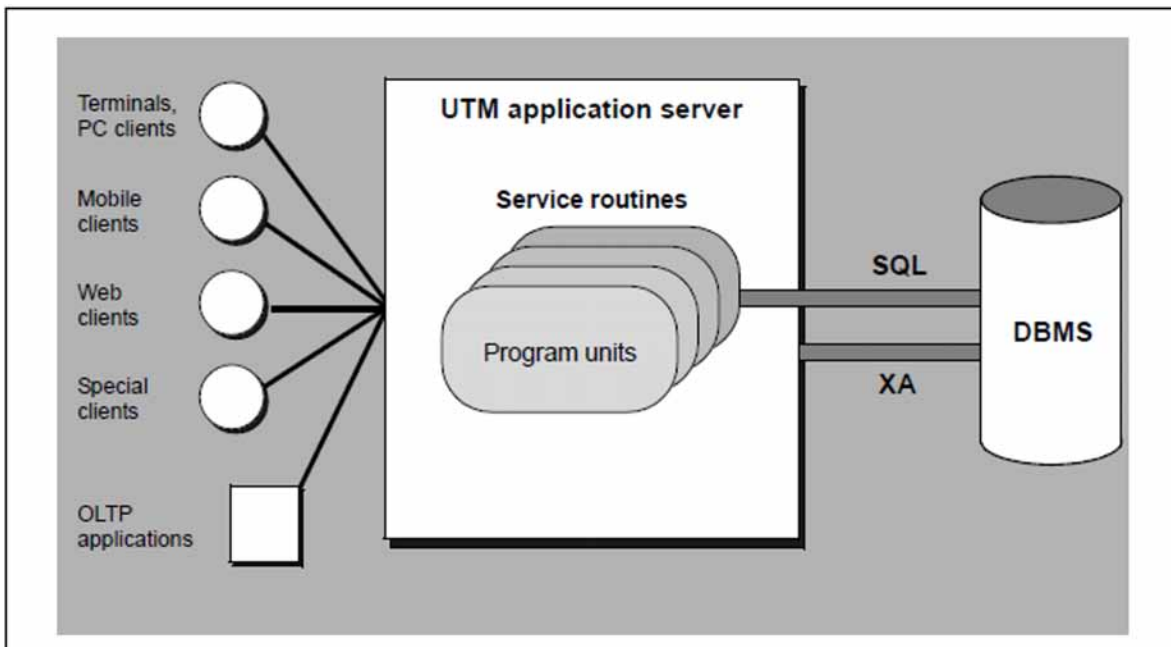 Terminals,
PC clients
Mobile
clients
Web
clients
Special
clients
OLTP
applications
UTM application server
Service routines
Program units
SQL
XA
DBMS